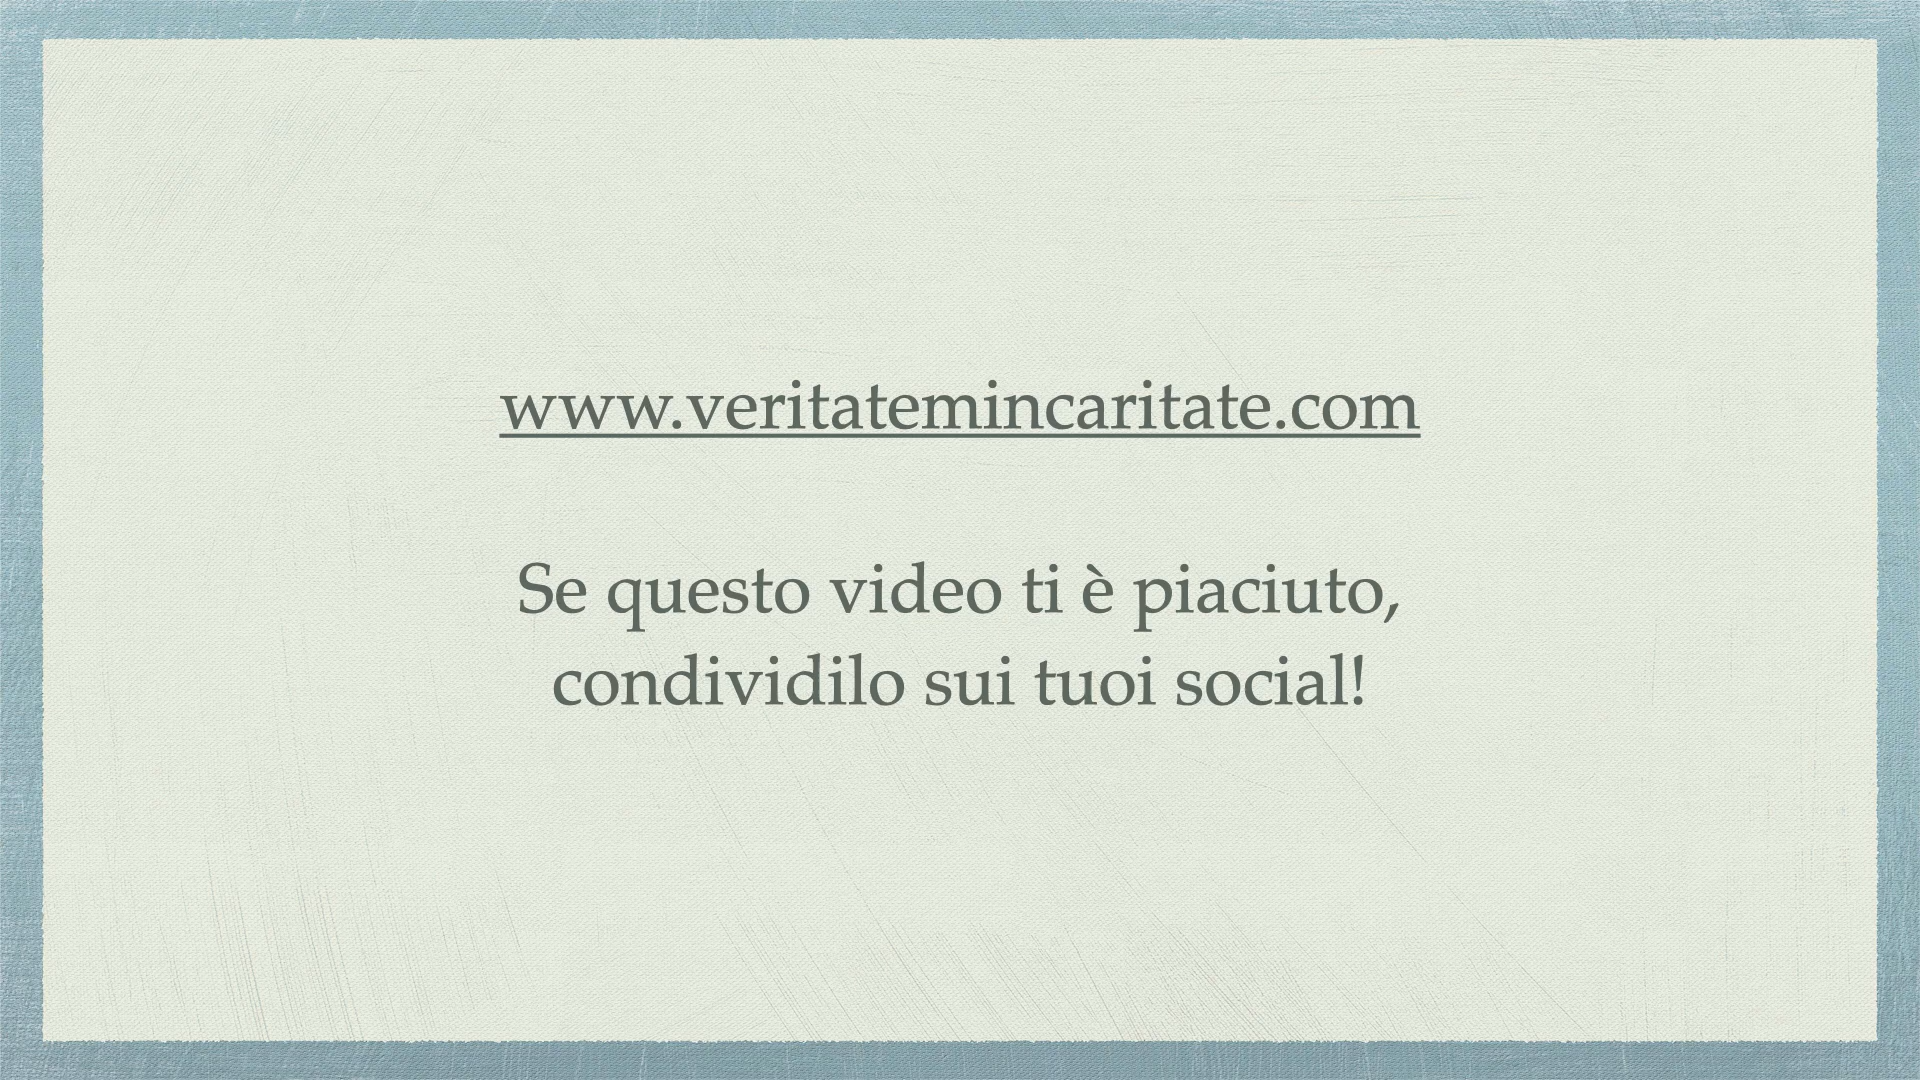 www.veritatemincaritate.com
Se questo video ti è piaciuto,
condividilo sui tuoi social!